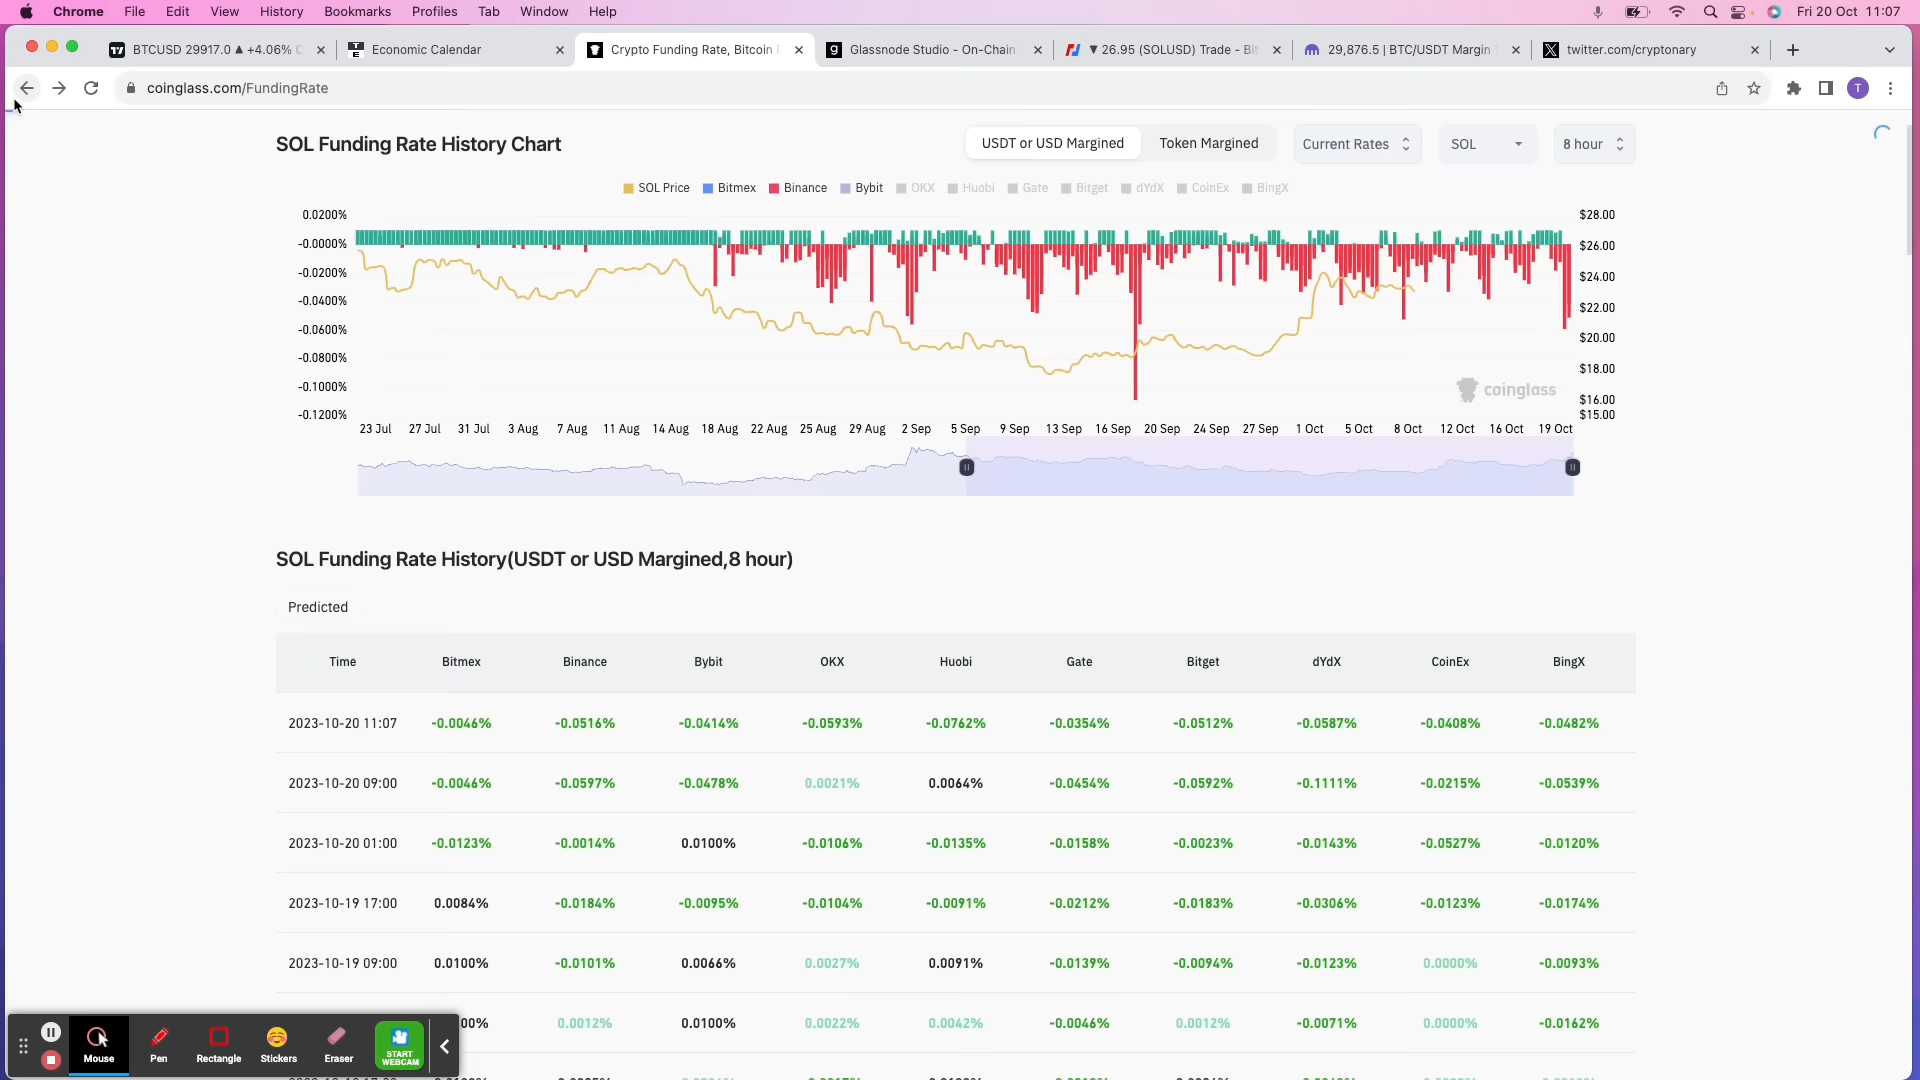 Chrome File Edit View History Bookmarks Profiles Tab Window Help Fri 20 Oct 11:07
BTCUSD 29917.0 ▲ +4.06% Economic Calendar Crypto Funding Rate, Bitcoin Glassnode Studio - On-Chain ▼ 26.95 (SOLUSD) Trade - Bit 29,876.5 | BTC/USDT Margin twitter.com/cryptonary
coinglass.com/FundingRate T
SOL Funding Rate History Chart USDT or USD Margined Token Margined Current Rates SOL 8 hour
SOL Price Bitmex Binance Bybit OKX Huobi Gate Bitget dYdX CoinEx BingX
0.0200% $28.00
-0.0000% $26.00
-0.0200% $24.00
-0.0400% $22.00
-0.0600% $20.00
-0.0800% $18.00
-0.1000% $16.00
coinglass
-0.1200% $15.00
23 Jul 27 Jul 31 Jul 3 Aug 7 Aug 11 Aug 14 Aug 18 Aug 22 Aug 25 Aug 29 Aug 2 Sep 5 Sep 9 Sep 13 Sep 16 Sep 20 Sep 24 Sep 27 Sep 1 Oct 5 Oct 8 Oct 12 Oct 16 Oct 19 Oct
SOL Funding Rate History(USDT or USD Margined,8 hour)
Predicted
Time Bitmex Binance Bybit OKX Huobi Gate Bitget dYdX CoinEx BingX
2023-10-20 11:07 -0.0046% -0.0516% -0.0414% -0.0593% -0.0762% -0.0354% -0.0512% -0.0587% -0.0408% -0.0482%
2023-10-20 09:00 -0.0046% -0.0597% -0.0478% 0.0021% 0.0064% -0.0454% -0.0592% -0.1111% -0.0215% -0.0539%
2023-10-20 01:00 -0.0123% -0.0014% 0.0100% -0.0106% -0.0135% -0.0158% -0.0023% -0.0143% -0.0527% -0.0120%
2023-10-19 17:00 0.0084% -0.0184% -0.0095% -0.0104% -0.0091% -0.0212% -0.0183% -0.0306% -0.0123% -0.0174%
2023-10-19 09:00 0.0100% -0.0101% 0.0066% 0.0027% 0.0091% -0.0139% -0.0094% -0.0123% 0.0000% -0.0093%
00% 0.0012% 0.0100% 0.0022% 0.0042% -0.0046% 0.0012% -0.0071% 0.0000% -0.0162%
Mouse Pen Rectangle Stickers Eraser START WEBCAM